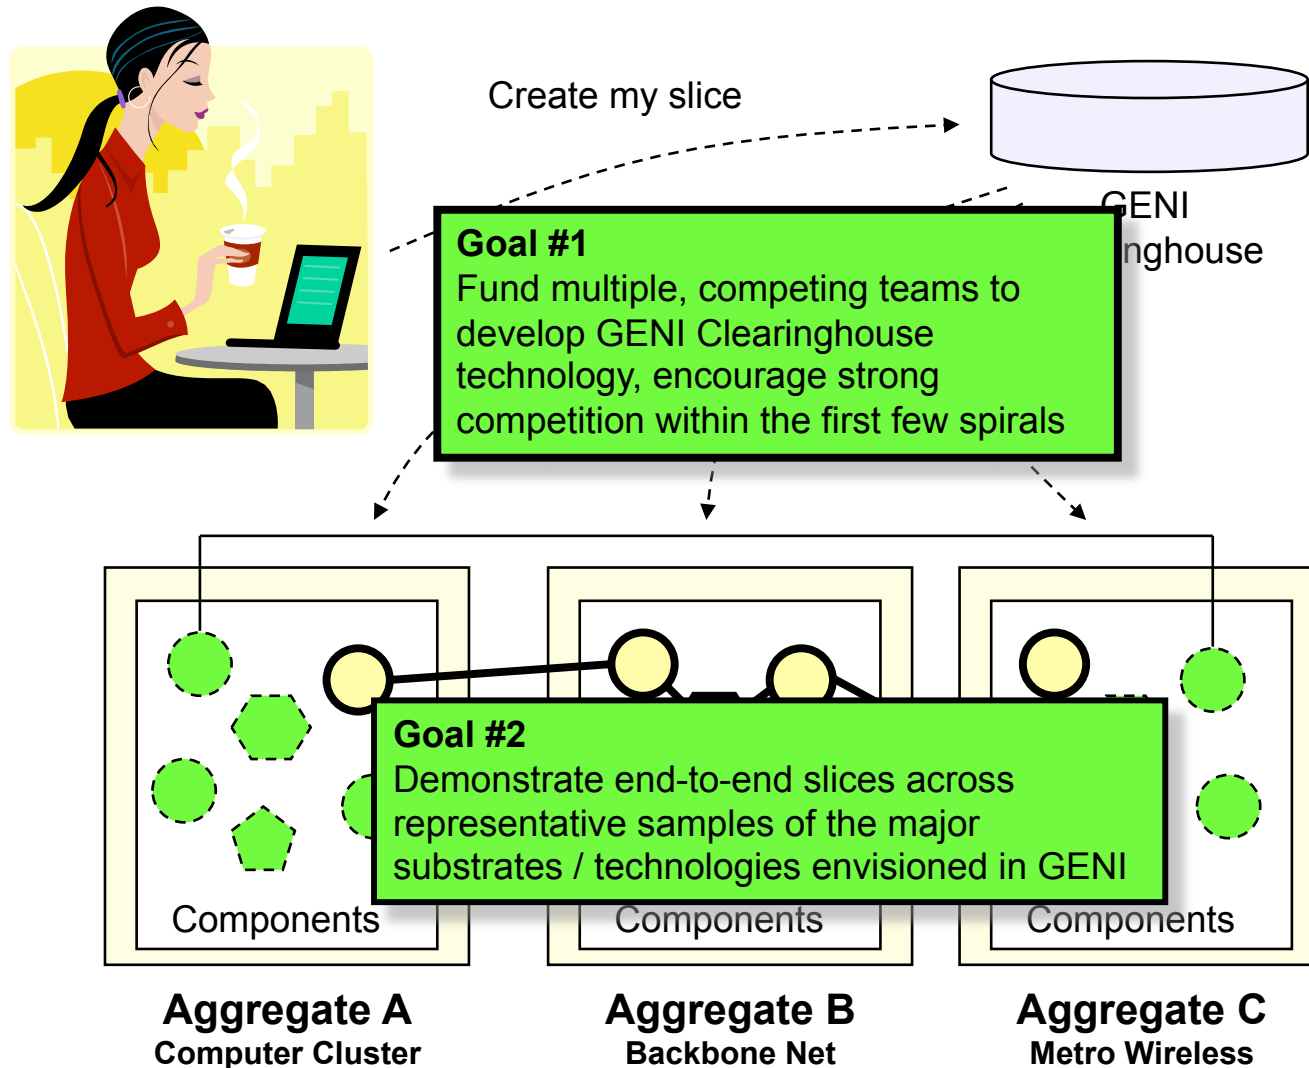 Create my slice
GENI
nghouse
Goal #1
Fund multiple, competing teams to
develop GENI Clearinghouse
technology, encourage strong
competition within the first few spirals
Goal #2
Demonstrate end-to-end slices across
representative samples of the major
substrates / technologies envisioned in GENI
Components
Components
Components
Aggregate A
Computer Cluster
Aggregate B
Backbone Net
Aggregate C
Metro Wireless